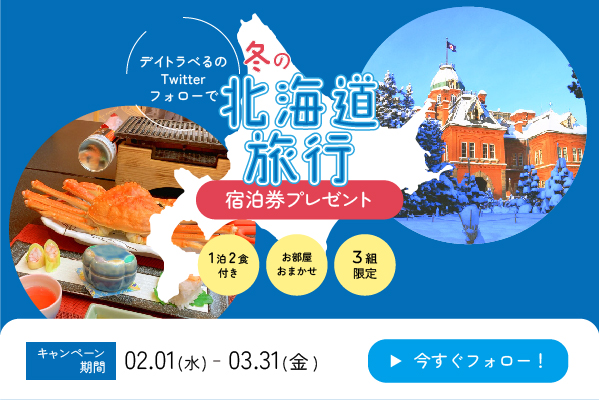 デイトラベるの
Twitter
フォローで
冬の
北海道
旅行
宿泊券プレゼント
1泊2食
付き
お部屋
おまかせ
3組
限定
キャンペーン
期間
02.01(水) - 03.31(金)
▶ 今すぐフォロー！